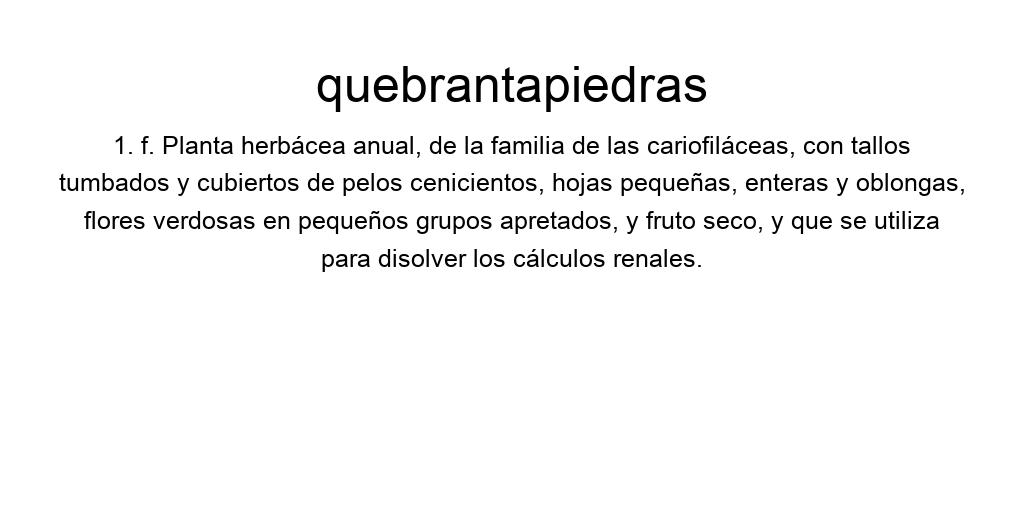 quebrantapiedras
1. f. Planta herbácea anual, de la familia de las cariofiláceas, con tallos
tumbados y cubiertos de pelos cenicientos, hojas pequeñas, enteras y oblongas,
flores verdosas en pequeños grupos apretados, y fruto seco, y que se utiliza
para disolver los cálculos renales.